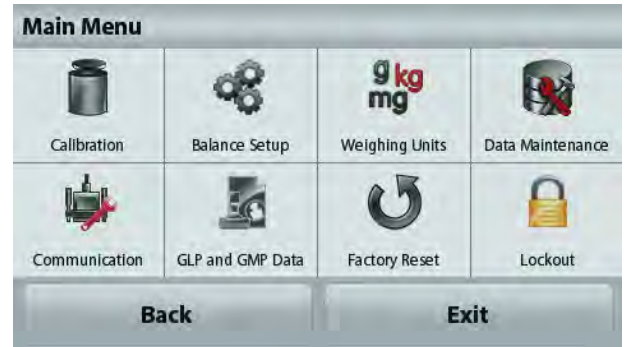 Main Menu
g kg
mg
Calibration
Balance Setup
Weighing Units
Data Maintenance
Communication
GLP and GMP Data
Factory Reset
Lockout
Back
Exit